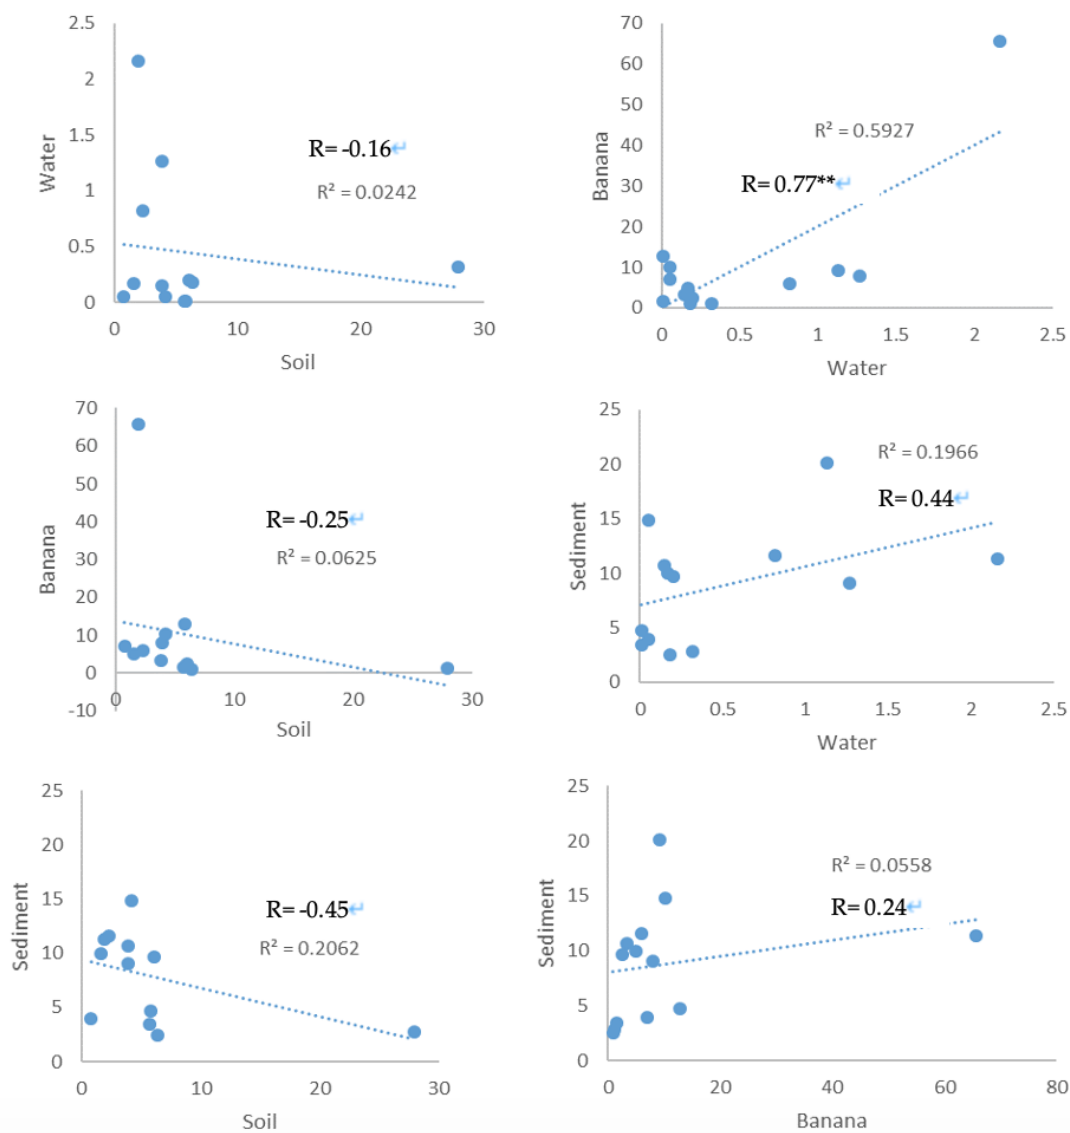 2.5
2
1.5
1
0.5
0
Water
R= -0.16↵
R² = 0.0242
0
10
20
30
Soil
70
60
50
40
30
20
10
0
Banana
R² = 0.5927
R= 0.77**↵
0
0.5
1
1.5
2
2.5
Water
70
60
50
40
30
20
10
0
-10
Banana
R= -0.25↵
R² = 0.0625
0
10
20
30
Soil
25
20
15
10
5
0
Sediment
R² = 0.1966
R= 0.44↵
0
0.5
1
1.5
2
2.5
Water
25
20
15
10
5
0
Sediment
R= -0.45↵
R² = 0.2062
0
10
20
30
Soil
25
20
15
10
5
0
Sediment
R² = 0.0558
R= 0.24↵
0
20
40
60
80
Banana